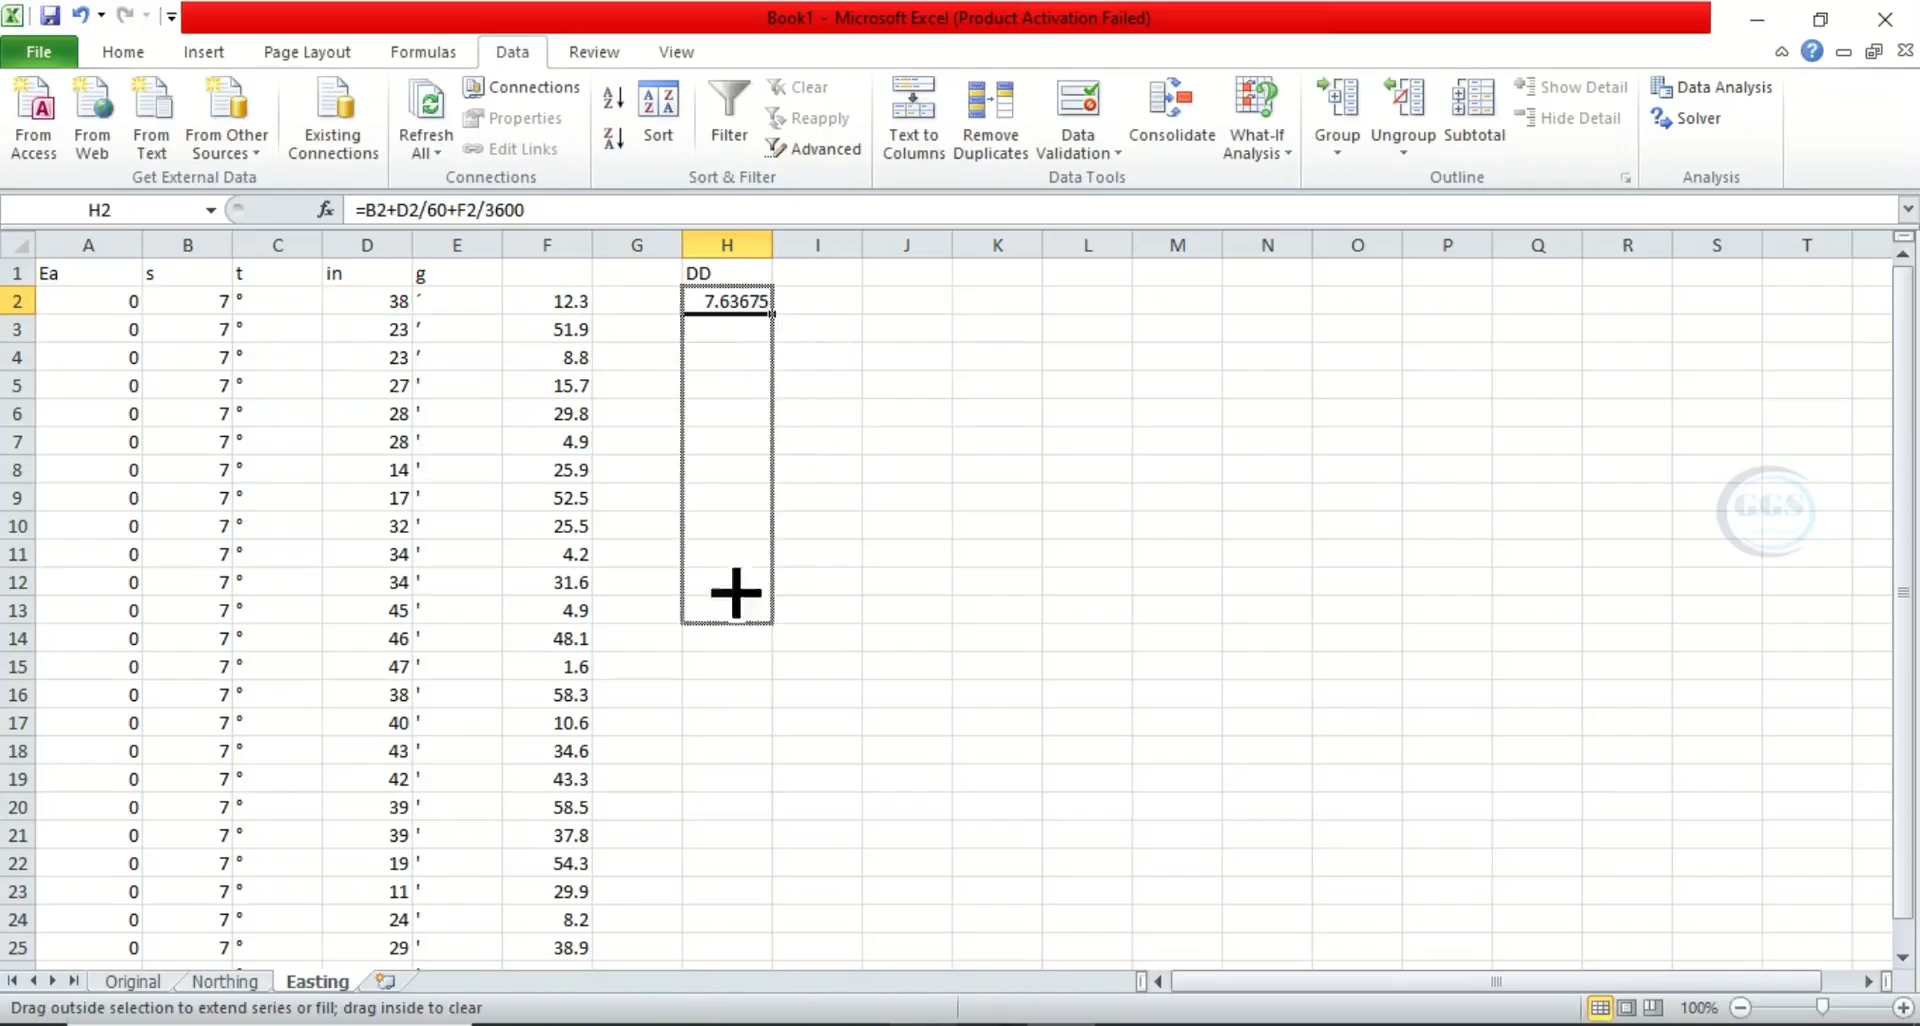 Book1 - Microsoft Excel (Product Activation Failed)
File Home Insert Page Layout Formulas Data Review View
From Access From Web From Text From Other Sources Existing Connections Refresh All Connections Properties Edit Links Sort Filter Clear Reapply Advanced Text to Columns Remove Duplicates Data Validation Consolidate What-If Analysis Group Ungroup Subtotal Show Detail Hide Detail Data Analysis Solver
Get External Data Connections Sort & Filter Data Tools Outline Analysis
H2 fx =B2+D2/60+F2/3600
A B C D E F G H I J K L M N O P Q R S T
1 Ea s t in g DD
2 0 7 ° 38 ´ 12.3 7.63675
3 0 7 ° 23 ′ 51.9
4 0 7 ° 23 ′ 8.8
5 0 7 ° 27 ' 15.7
6 0 7 ° 28 ' 29.8
7 0 7 ° 28 ' 4.9
8 0 7 ° 14 ' 25.9
9 0 7 ° 17 ' 52.5
10 0 7 ° 32 ' 25.5
11 0 7 ° 34 ' 4.2
12 0 7 ° 34 ' 31.6
13 0 7 ° 45 ' 4.9
14 0 7 ° 46 ' 48.1
15 0 7 ° 47 ' 1.6
16 0 7 ° 38 ' 58.3
17 0 7 ° 40 ' 10.6
18 0 7 ° 43 ' 34.6
19 0 7 ° 42 ' 43.3
20 0 7 ° 39 ' 58.5
21 0 7 ° 39 ' 37.8
22 0 7 ° 19 ' 54.3
23 0 7 ° 11 ' 29.9
24 0 7 ° 24 ' 8.2
25 0 7 ° 29 ' 38.9
GGS
Original Northing Easting
Drag outside selection to extend series or fill; drag inside to clear 100%